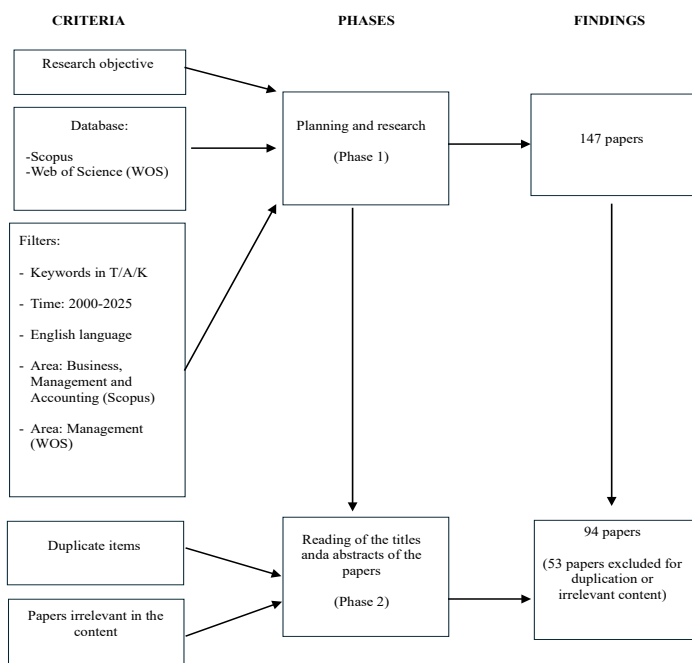 CRITERIA
PHASES
FINDINGS
Research objective
Database:
-Scopus
-Web of Science (WOS)
Filters:
- Keywords in T/A/K
- Time: 2000-2025
- English language
- Area: Business,
Management and
Accounting (Scopus)
- Area: Management
(WOS)
Planning and research
(Phase 1)
147 papers
Duplicate items
Papers irrelevant in the
content
Reading of the titles
anda abstracts of the
papers
(Phase 2)
94 papers
(53 papers excluded for
duplication or
irrelevant content)